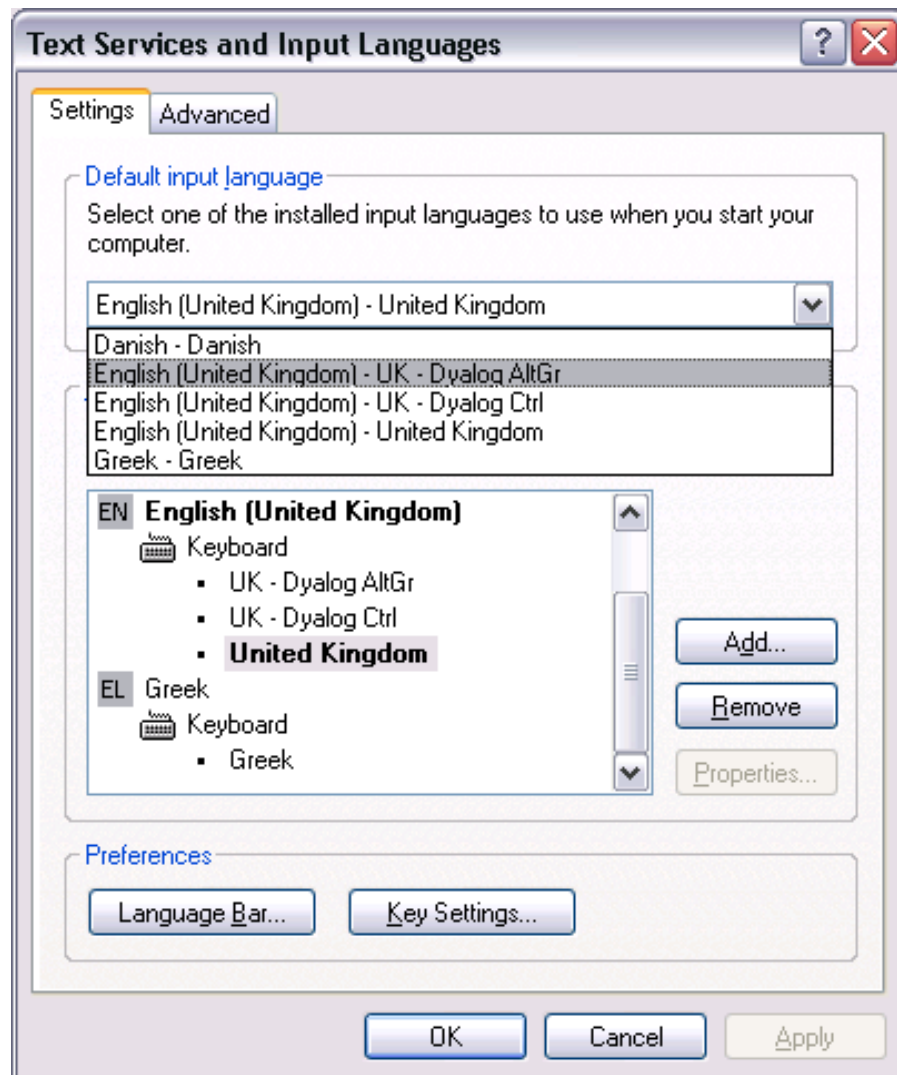 Text Services and Input Languages
Settings
Advanced
Default input language
Select one of the installed input languages to use when you start your
computer.
English (United Kingdom) - United Kingdom
Danish - Danish
English (United Kingdom) - UK - Dyalog AltGr
English (United Kingdom) - UK - Dyalog Ctrl
English (United Kingdom) - United Kingdom
Greek - Greek
EN English (United Kingdom)
Keyboard
UK - Dyalog AltGr
UK - Dyalog Ctrl
United Kingdom
EL Greek
Keyboard
Greek
Add...
Remove
Properties...
Preferences
Language Bar...
Key Settings...
OK
Cancel
Apply